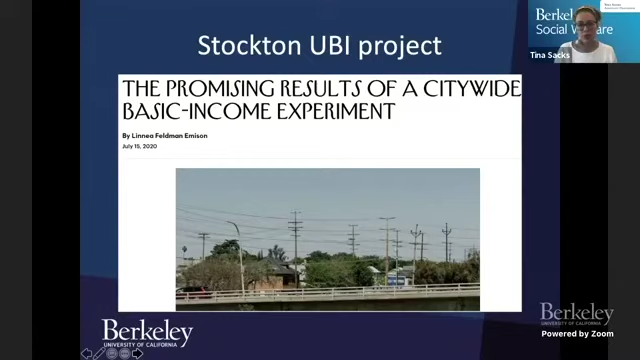 Stockton UBI project
THE PROMISING RESULTS OF A CITYWIDE
BASIC-INCOME EXPERIMENT
By Linnea Feldman Emison
July 15, 2020
Berkeley
UNIVERSITY OF CALIFORNIA
Berkeley
Social Welfare
Tina Sacks
Berkeley
UNIVERSITY OF CALIFORNIA
Powered by Zoom